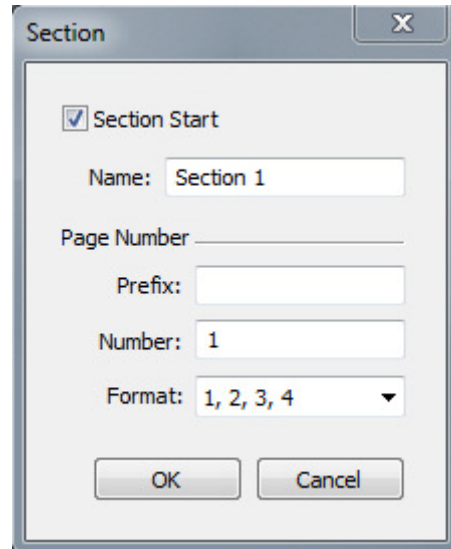 Section
Section Start
Name: Section 1
Page Number
Prefix:
Number: 1
Format: 1, 2, 3, 4
OK Cancel